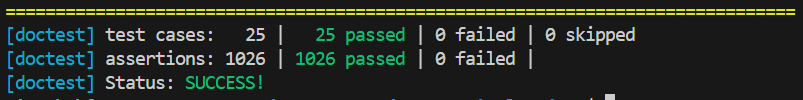 ===============================================================================
[doctest] test cases:   25 |   25 passed | 0 failed | 0 skipped
[doctest] assertions: 1026 | 1026 passed | 0 failed |
[doctest] Status: SUCCESS!